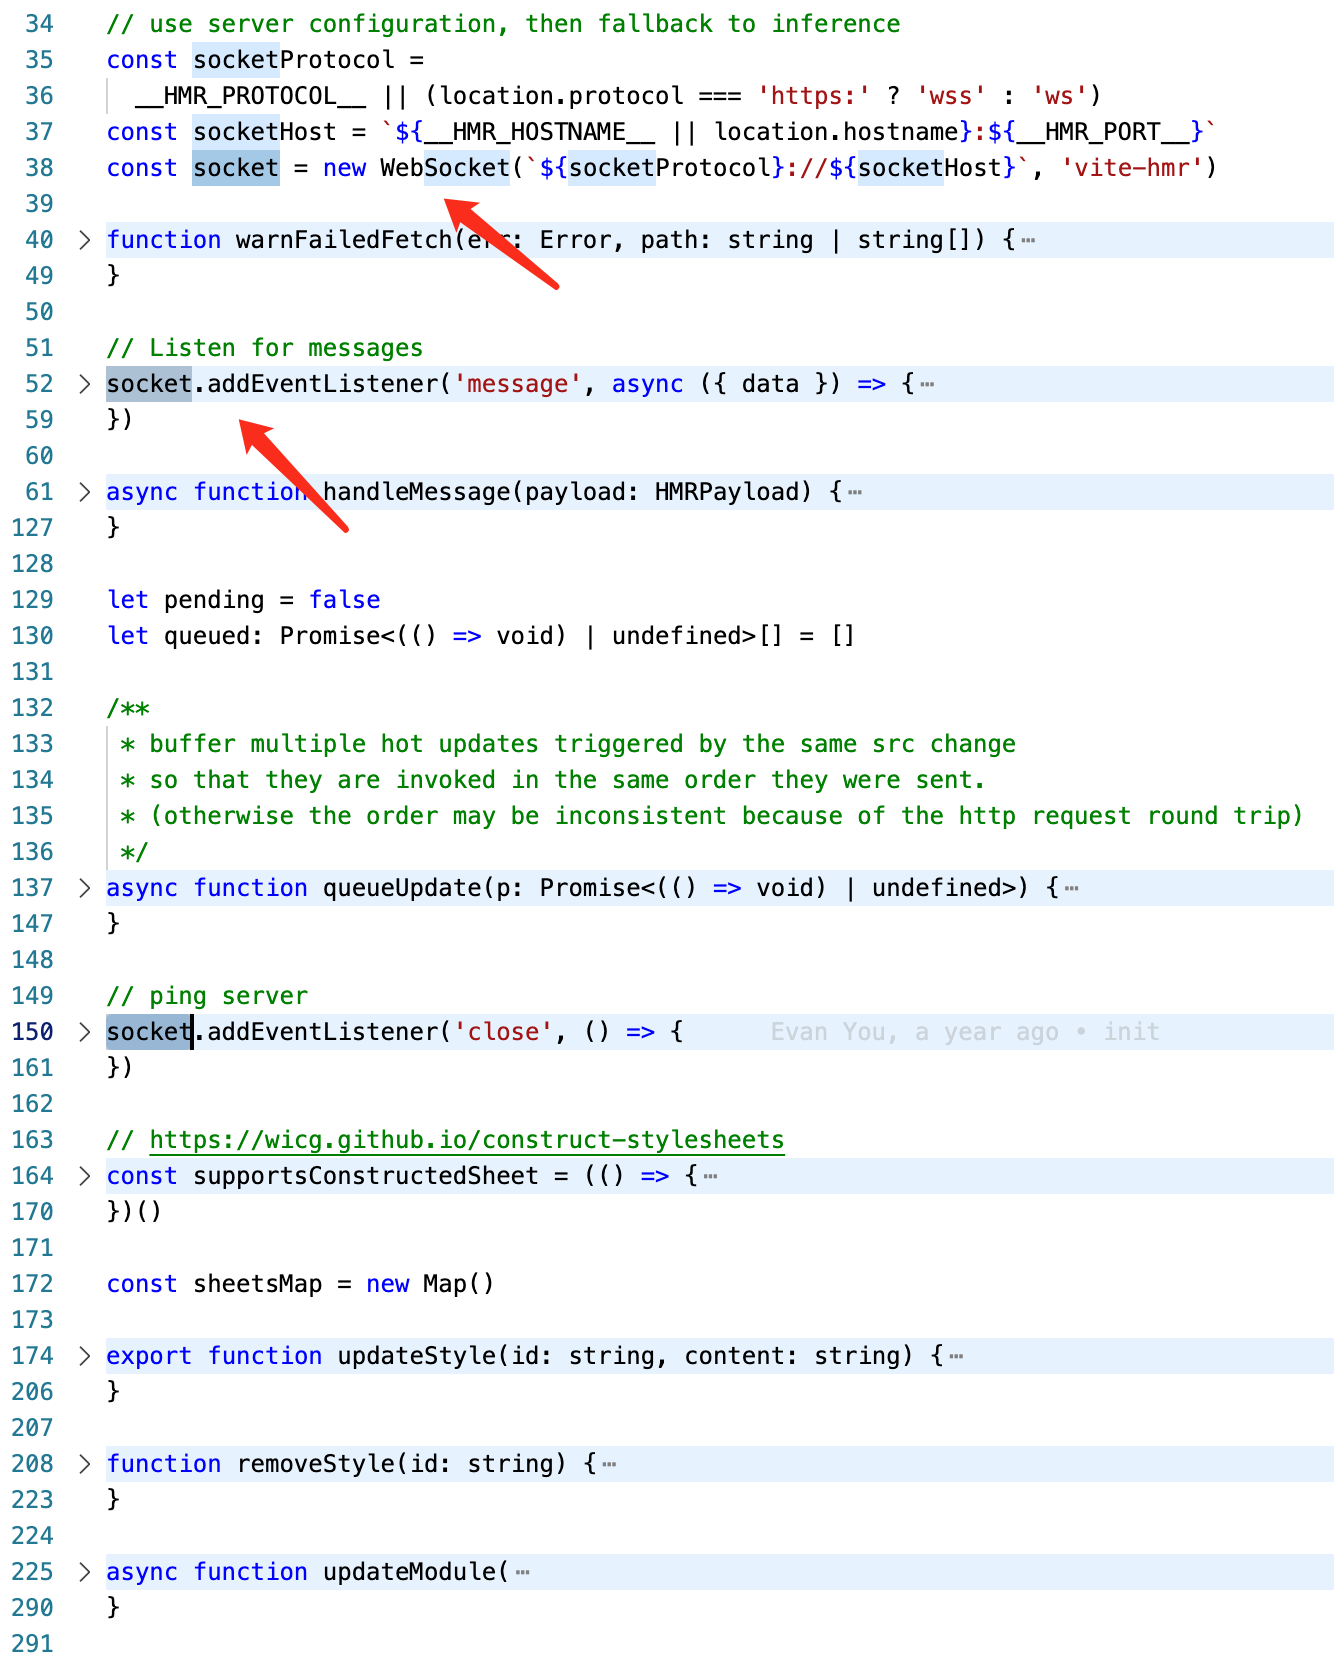 34 // use server configuration, then fallback to inference
35 const socketProtocol =
36 __HMR_PROTOCOL__ || (location.protocol === 'https:' ? 'wss' : 'ws')
37 const socketHost = `${__HMR_HOSTNAME__ || location.hostname}:${__HMR_PORT__}`
38 const socket = new WebSocket(`${socketProtocol}://${socketHost}`, 'vite-hmr')
39
40 > function warnFailedFetch(err: Error, path: string | string[]) {⋯
49 }
50
51 // Listen for messages
52 > socket.addEventListener('message', async ({ data }) => {⋯
59 })
60
61 > async function handleMessage(payload: HMRPayload) {⋯
127 }
128
129 let pending = false
130 let queued: Promise<(() => void) | undefined>[] = []
131
132 /**
133 * buffer multiple hot updates triggered by the same src change
134 * so that they are invoked in the same order they were sent.
135 * (otherwise the order may be inconsistent because of the http request round trip)
136 */
137 > async function queueUpdate(p: Promise<(() => void) | undefined>) {⋯
147 }
148
149 // ping server
150 > socket.addEventListener('close', () => { Evan You, a year ago • init
161 })
162
163 // https://wicg.github.io/construct-stylesheets
164 > const supportsConstructedSheet = (() => {⋯
170 })()
171
172 const sheetsMap = new Map()
173
174 > export function updateStyle(id: string, content: string) {⋯
206 }
207
208 > function removeStyle(id: string) {⋯
223 }
224
225 > async function updateModule(⋯
290 }
291